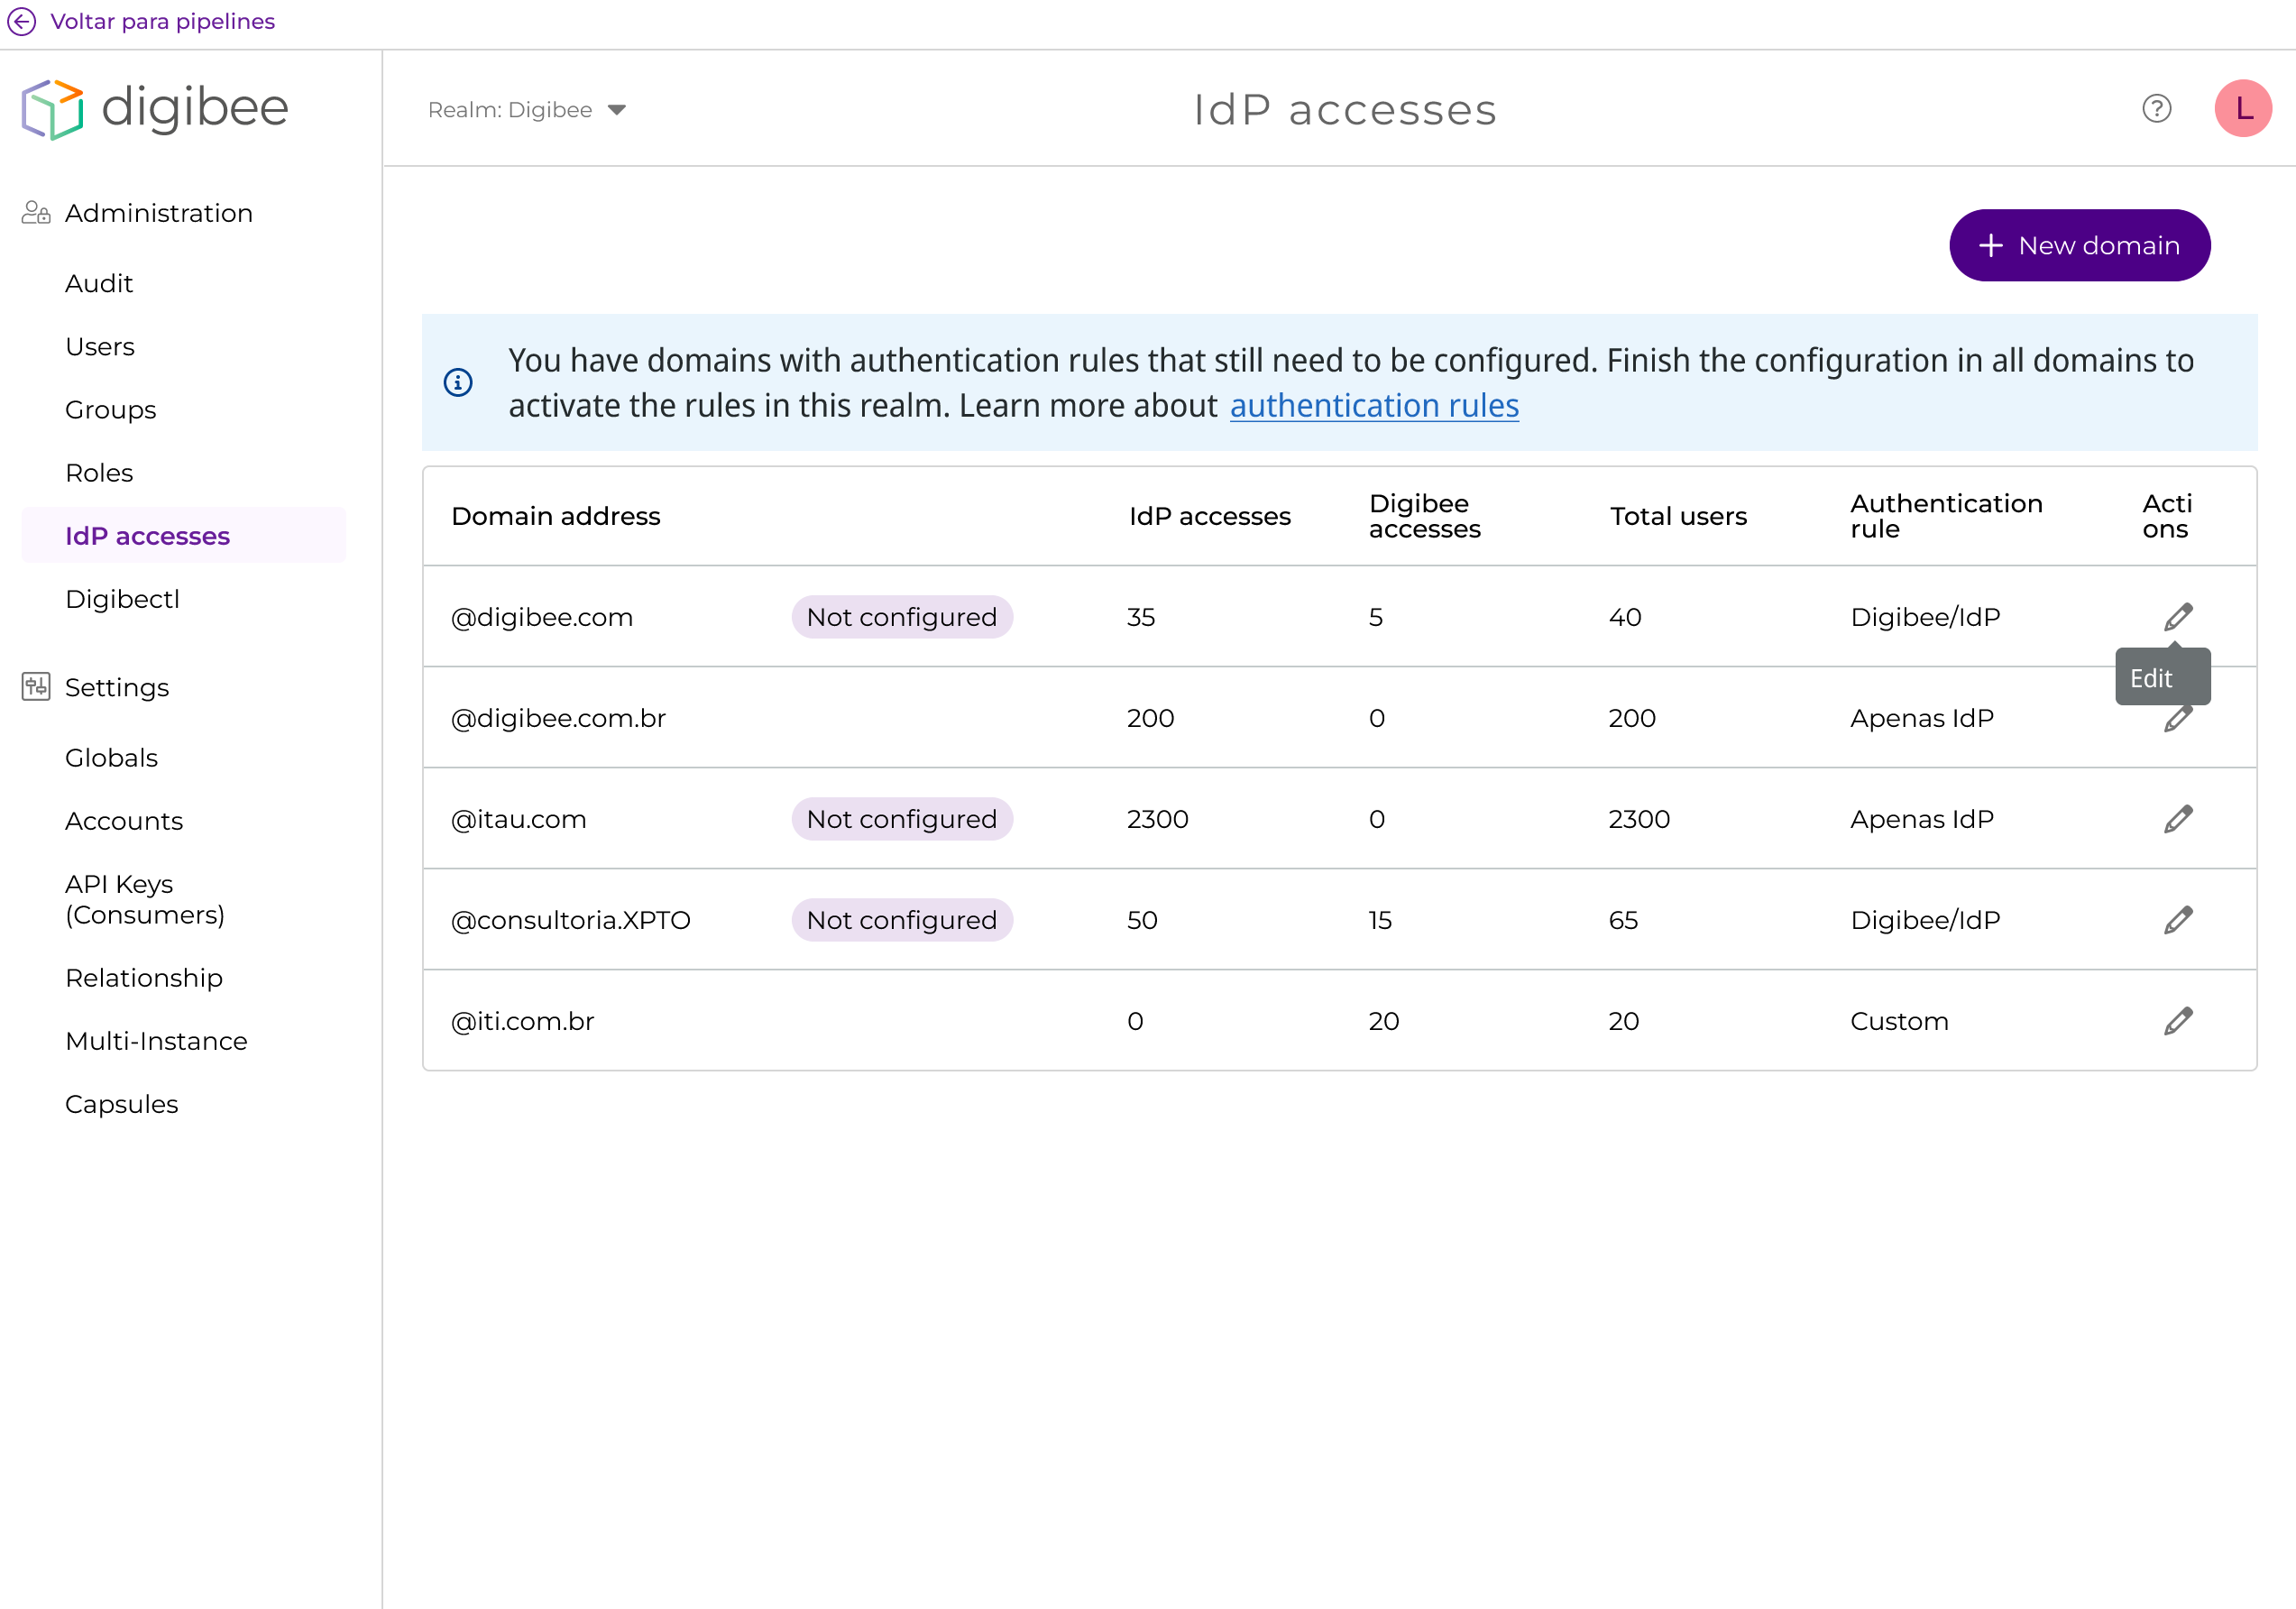 Voltar para pipelines
digibee
Realm: Digibee
IdP accesses
L
Administration
Audit
Users
Groups
Roles
IdP accesses
Digibectl
Settings
Globals
Accounts
API Keys
(Consumers)
Relationship
Multi-Instance
Capsules
+ New domain
You have domains with authentication rules that still need to be configured. Finish the configuration in all domains to
activate the rules in this realm. Learn more about authentication rules
Domain address IdP accesses Digibee accesses Total users Authentication rule Acti ons
@digibee.com Not configured 35 5 40 Digibee/IdP
Edit
@digibee.com.br 200 0 200 Apenas IdP
@itau.com Not configured 2300 0 2300 Apenas IdP
@consultoria.XPTO Not configured 50 15 65 Digibee/IdP
@iti.com.br 0 20 20 Custom